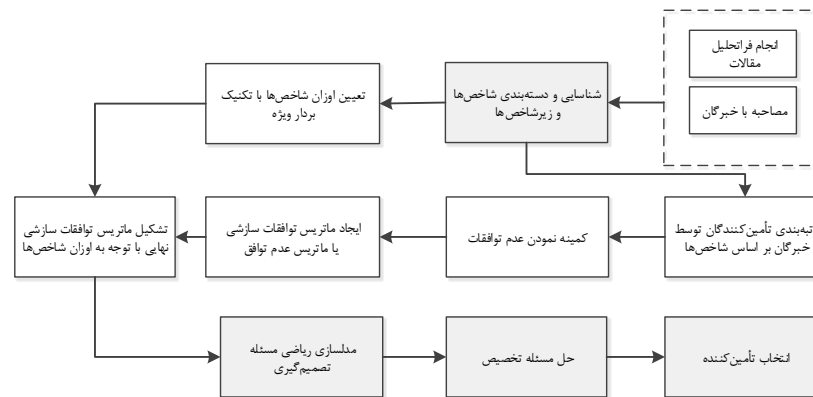 انجام فراتحلیل
مقالات
مصاحبه با خبرگان
شناسایی و دسته‌بندی شاخص‌ها
و زیرشاخص‌ها
تعیین اوزان شاخص‌ها با تکنیک
بردار ویژه
تبه‌بندی تأمین‌کنندگان توسط
خبرگان بر اساس شاخص‌ها
کمینه نمودن عدم توافقات
ایجاد ماتریس توافقات سازشی
یا ماتریس عدم توافق
تشکیل ماتریس توافقات سازشی
نهایی با توجه به اوزان شاخص‌ها
مدلسازی ریاضی مسئله
تصمیم‌گیری
حل مسئله تخصیص
انتخاب تأمین‌کننده